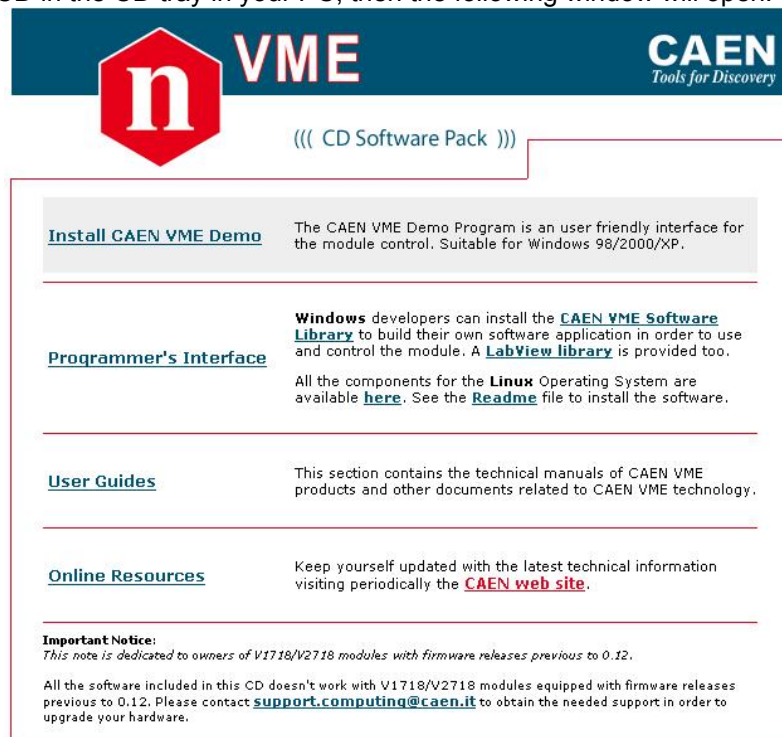 CD in the CD tray in your PC, then the following window will open:
n VME
CAEN
Tools for Discovery
((( CD Software Pack )))
Install CAEN VME Demo
The CAEN VME Demo Program is an user friendly interface for
the module control. Suitable for Windows 98/2000/XP.
Programmer's Interface
Windows developers can install the CAEN VME Software
Library to build their own software application in order to use
and control the module. A LabView library is provided too.
All the components for the Linux Operating System are
available here. See the Readme file to install the software.
User Guides
This section contains the technical manuals of CAEN VME
products and other documents related to CAEN VME technology.
Online Resources
Keep yourself updated with the latest technical information
visiting periodically the CAEN web site.
Important Notice:
This note is dedicated to owners of V1718/V2718 modules with firmware releases previous to 0.12.
All the software included in this CD doesn't work with V1718/V2718 modules equipped with firmware releases
previous to 0.12. Please contact support.computing@caen.it to obtain the needed support in order to
upgrade your hardware.